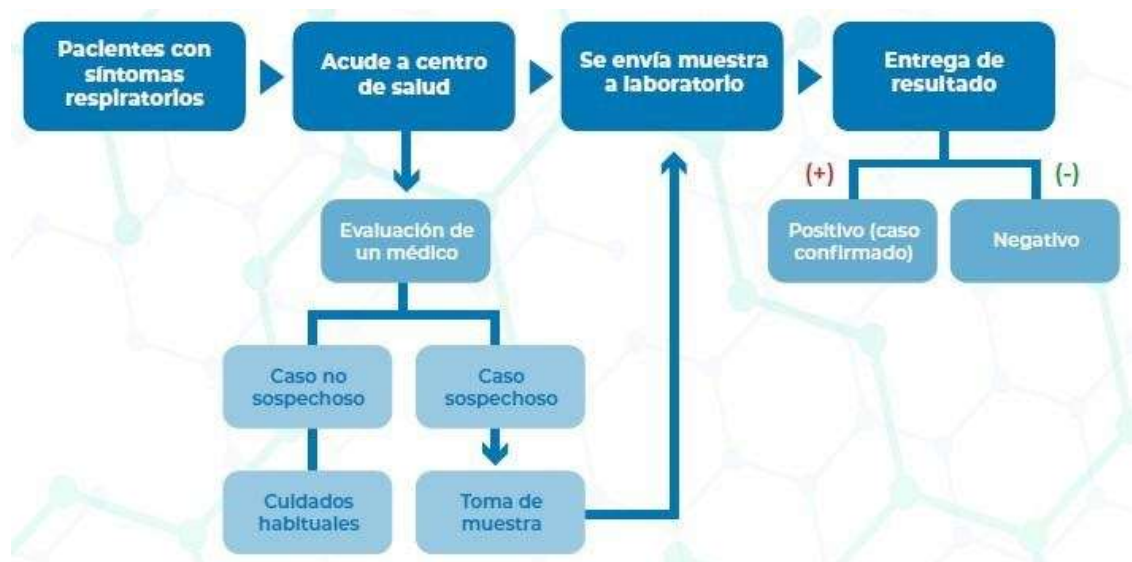 Pacientes con
síntomas
respiratorios
Acude a centro
de salud
Se envía muestra
a laboratorio
Entrega de
resultado
(+)
(-)
Positivo (caso
confirmado)
Negativo
Evaluación de
un médico
Caso no
sospechoso
Caso
sospechoso
Cuidados
habituales
Toma de
muestra